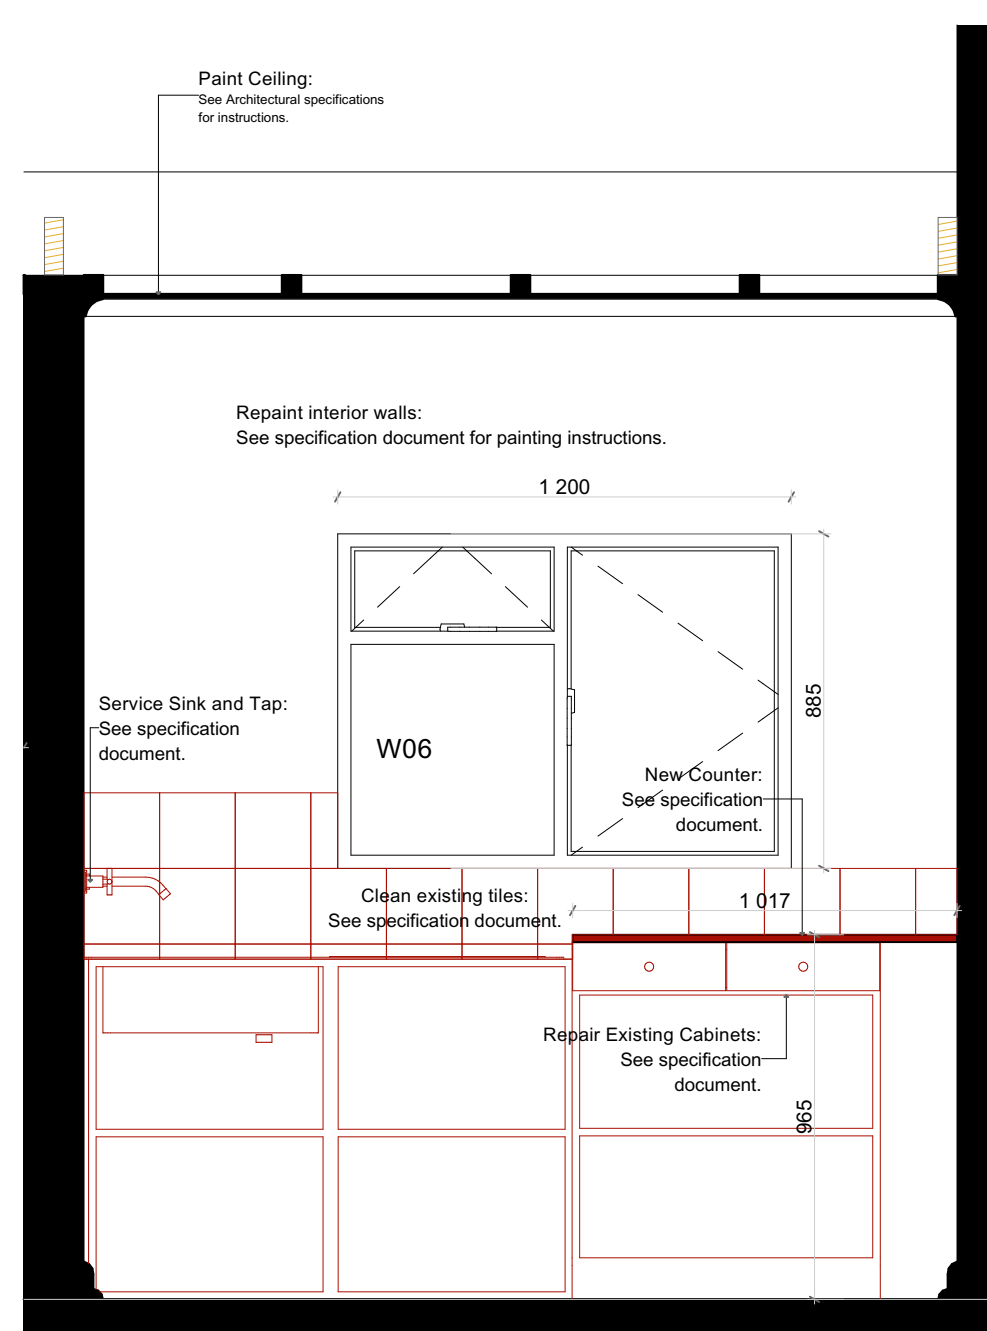 Paint Ceiling:
See Architectural specifications
for instructions.
Repaint interior walls:
See specification document for painting instructions.
1 200
885
Service Sink and Tap:
See specification
document.
W06
New Counter:
See specification
document.
Clean existing tiles:
See specification document.
1 017
Repair Existing Cabinets:
See specification
document.
965